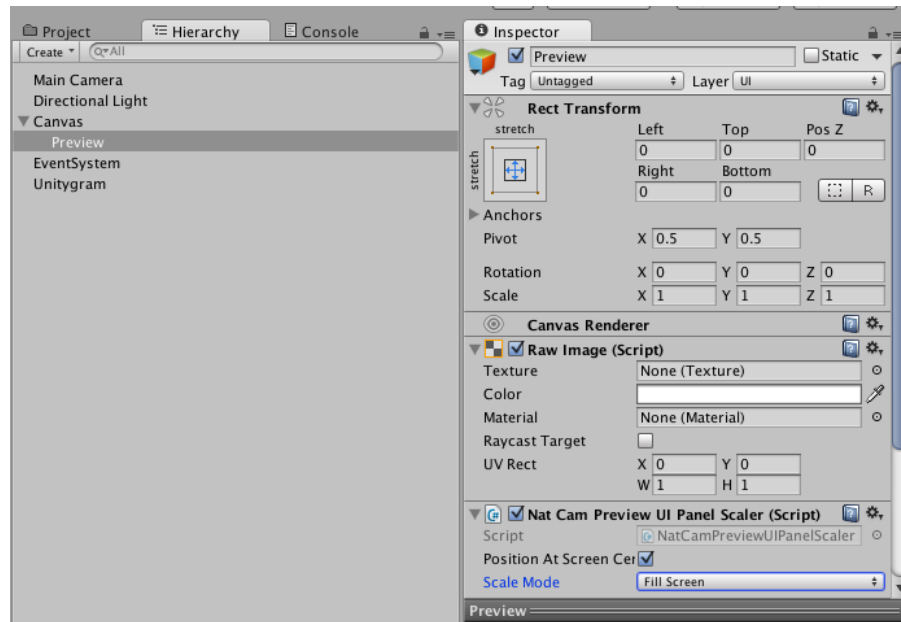 Project Hierarchy Console
Create All
Main Camera
Directional Light
Canvas
Preview
EventSystem
Unitygram
Inspector
Preview Static
Tag Untagged Layer UI
Rect Transform
stretch Left Top Pos Z
stretch 0 0 0
Right Bottom
0 0 R
Anchors
Pivot X 0.5 Y 0.5
Rotation X 0 Y 0 Z 0
Scale X 1 Y 1 Z 1
Canvas Renderer
Raw Image (Script)
Texture None (Texture)
Color
Material None (Material)
Raycast Target
UV Rect X 0 Y 0
W 1 H 1
C# Nat Cam Preview UI Panel Scaler (Script)
Script NatCamPreviewUIPanelScaler
Position At Screen Cer
Scale Mode Fill Screen
Preview